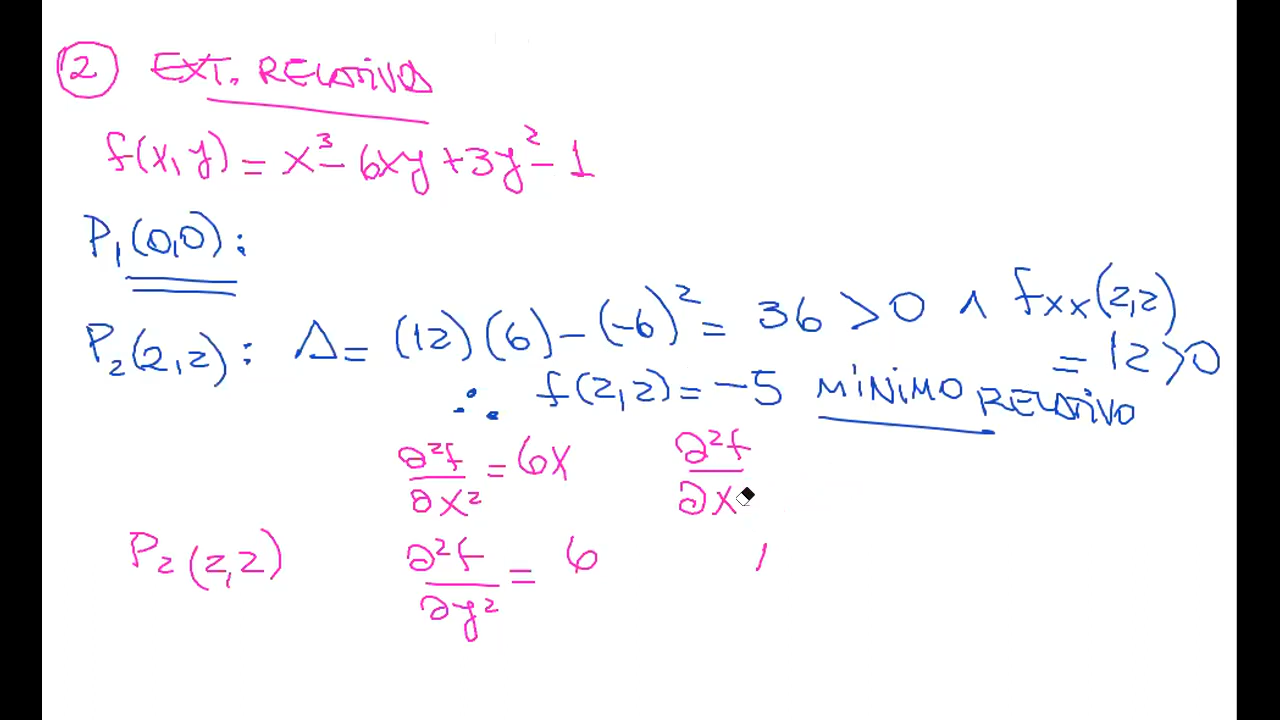 2 EXT. RELATIVOS
f(x,y) = x³ - 6xy + 3y² - 1
P₁(0,0):
P₂(2,2): Δ = (12)(6) - (-6)² = 36 > 0 ∧ fxx(2,2)
= 12 > 0
∴ f(2,2) = -5 MÍNIMO RELATIVO
∂²f/∂x² = 6x ∂²f/∂x
P₂(2,2) ∂²f/∂y² = 6 1